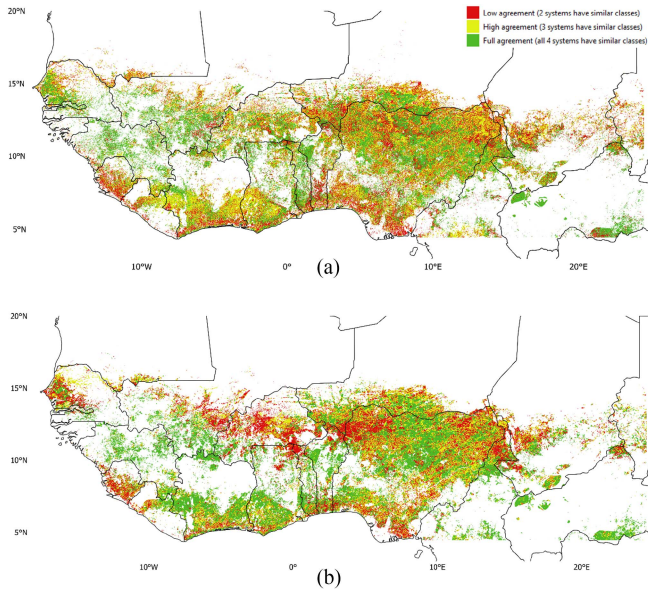 20°N
Low agreement (2 systems have similar classes)
High agreement (3 systems have similar classes)
Full agreement (all 4 systems have similar classes)
15°N
10°N
5°N
10°W 0° 10°E 20°E
(a)
20°N
15°N
10°N
5°N
10°W 0° 10°E 20°E
(b)